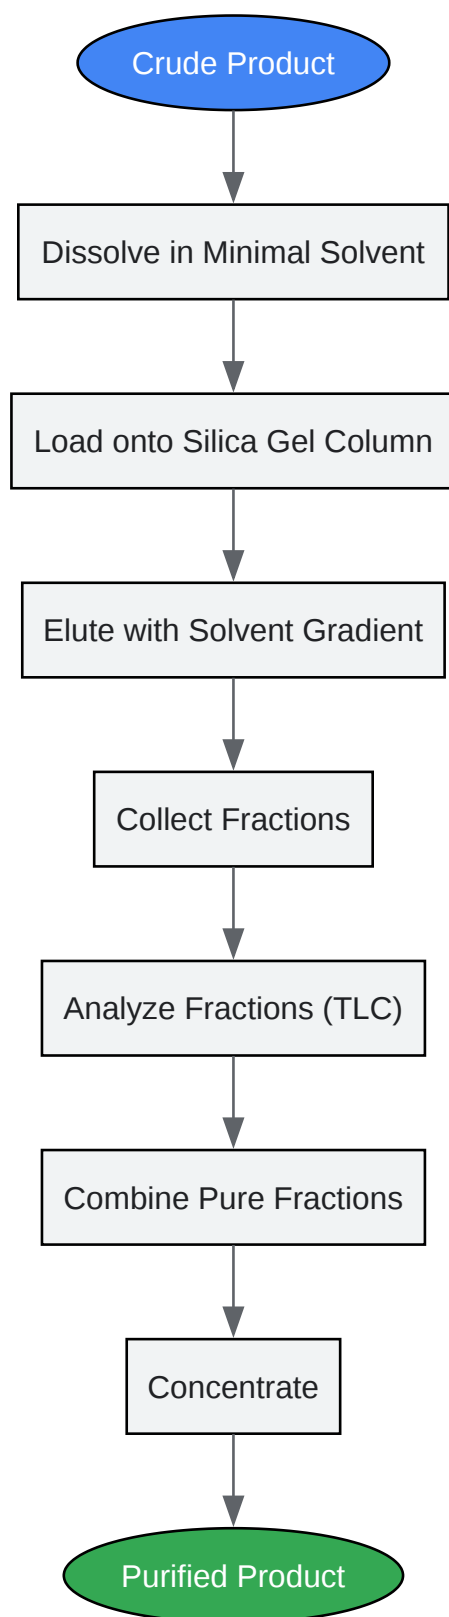 Crude Product
Dissolve in Minimal Solvent
Load onto Silica Gel Column
Elute with Solvent Gradient
Collect Fractions
Analyze Fractions (TLC)
Combine Pure Fractions
Concentrate
Purified Product